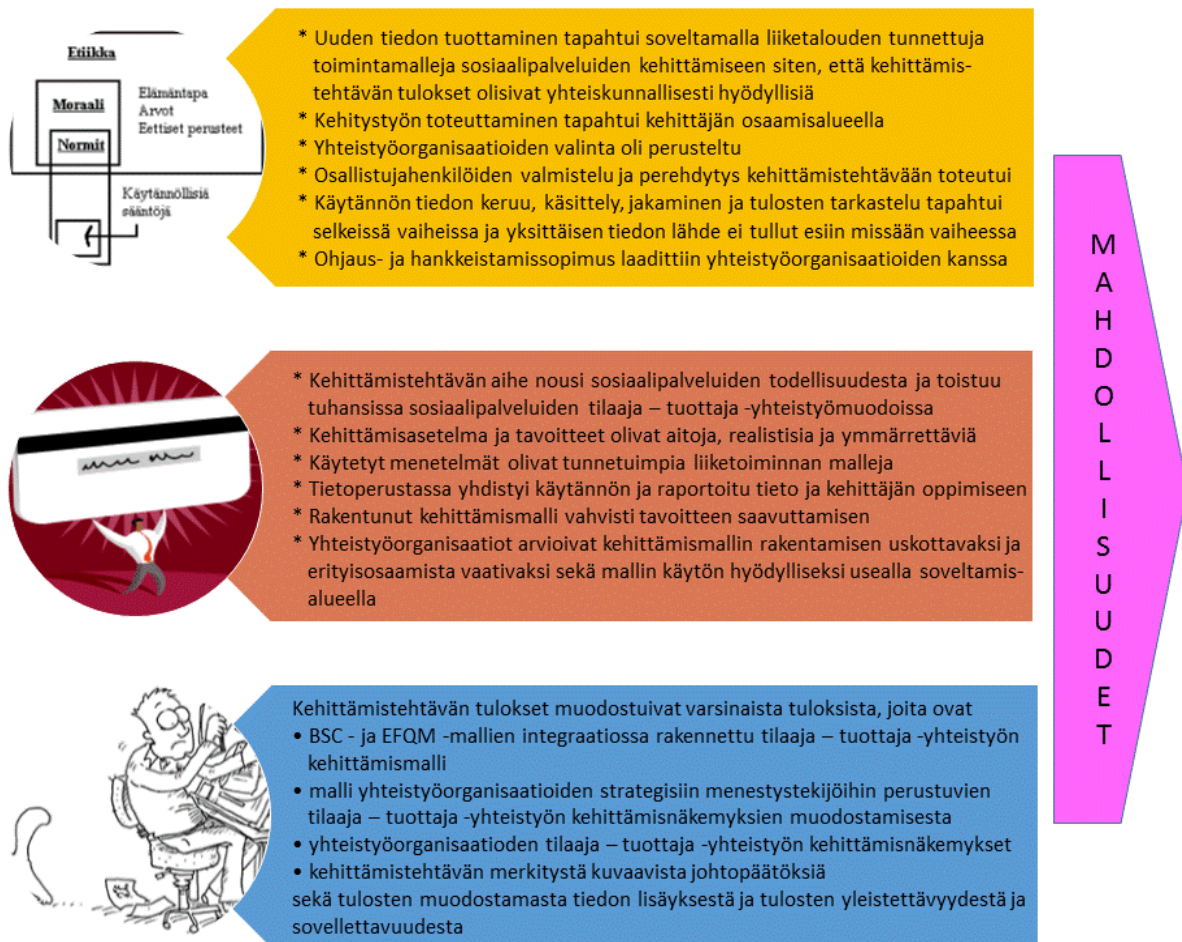 Etiikka
Moraali
Normit
Elämäntapa
Arvot
Eettiset perusteet
Käytännöllisiä
sääntöjä
* Uuden tiedon tuottaminen tapahtui soveltamalla liiketalouden tunnettuja
toimintamalleja sosiaalipalveluiden kehittämiseen siten, että kehittämis-
tehtävän tulokset olisivat yhteiskunnallisesti hyödyllisiä
* Kehitystyön toteuttaminen tapahtui kehittäjän osaamisalueella
* Yhteistyöorganisaatioiden valinta oli perusteltu
* Osallistujahenkilöiden valmistelu ja perehdytys kehittämistehtävään toteutui
* Käytännön tiedon keruu, käsittely, jakaminen ja tulosten tarkastelu tapahtui
selkeissä vaiheissa ja yksittäisen tiedon lähde ei tullut esiin missään vaiheessa
* Ohjaus- ja hankkeistamissopimus laadittiin yhteistyöorganisaatioiden kanssa
* Kehittämistehtävän aihe nousi sosiaalipalveluiden todellisuudesta ja toistuu
tuhansissa sosiaalipalveluiden tilaaja – tuottaja -yhteistyömuodoissa
* Kehittämisasetelma ja tavoitteet olivat aitoja, realistisia ja ymmärrettäviä
* Käytetyt menetelmät olivat tunnetuimpia liiketoiminnan malleja
* Tietoperustassa yhdistyi käytännön ja raportoitu tieto ja kehittäjän oppimiseen
* Rakentunut kehittämismalli vahvisti tavoitteen saavuttamisen
* Yhteistyöorganisaatiot arvioivat kehittämismallin rakentamisen uskottavaksi ja
erityisosaamista vaativaksi sekä mallin käytön hyödylliseksi usealla soveltamis-
alueella
Kehittämistehtävän tulokset muodostuivat varsinaista tuloksista, joita ovat
• BSC - ja EFQM -mallien integraatiossa rakennettu tilaaja – tuottaja -yhteistyön
kehittämismalli
• malli yhteistyöorganisaatioiden strategisiin menestystekijöihin perustuvien
tilaaja – tuottaja -yhteistyön kehittämisnäkemyksien muodostamisesta
• yhteistyöorganisaatioden tilaaja – tuottaja -yhteistyön kehittämisnäkemykset
• kehittämistehtävän merkitystä kuvaavista johtopäätöksiä
sekä tulosten muodostamasta tiedon lisäyksestä ja tulosten yleistettävyydestä ja
sovellettavuudesta
MAHDOLLISUUDET